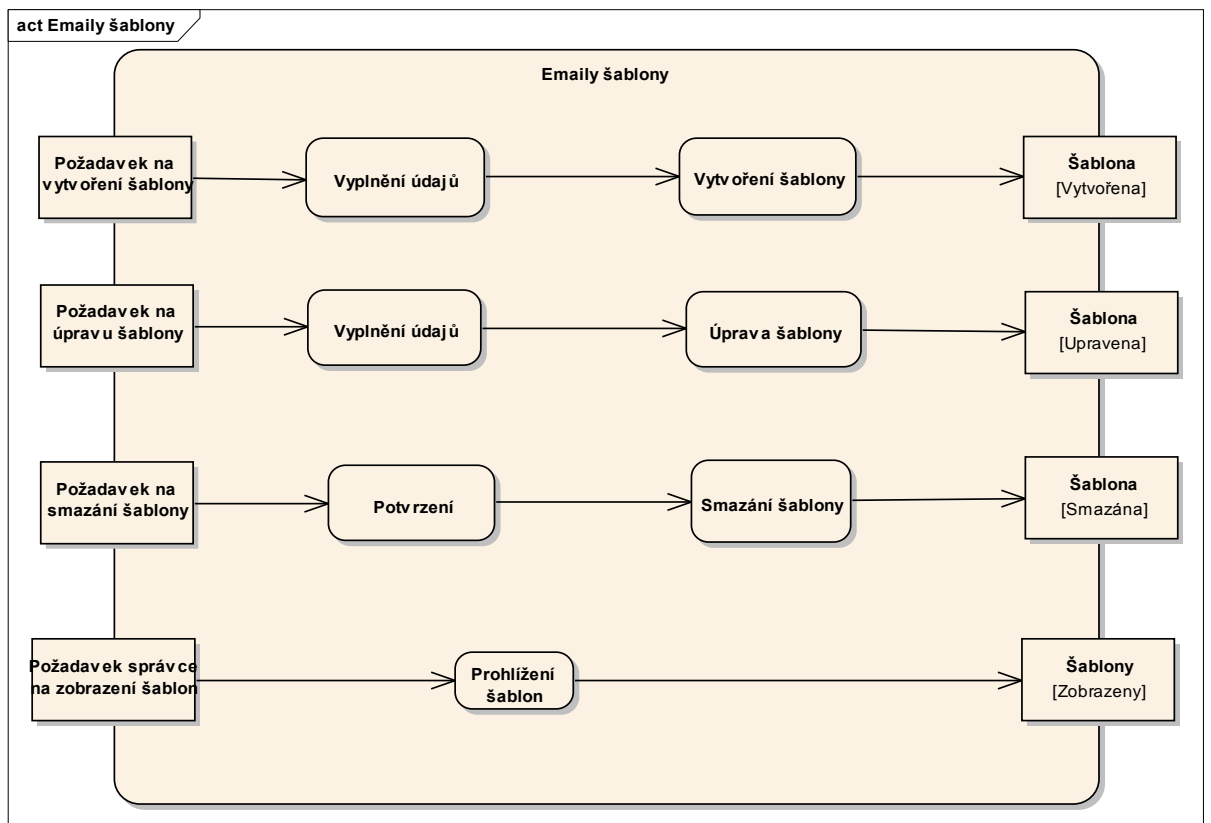 act Emaily šablony
Emaily šablony
Požadavek na
vytvoření šablony
Vyplnění údajů
Vytvoření šablony
Šablona
[Vytvořena]
Požadavek na
úpravu šablony
Vyplnění údajů
Úprava šablony
Šablona
[Upravena]
Požadavek na
smazání šablony
Potvrzení
Smazání šablony
Šablona
[Smazána]
Požadavek správce
na zobrazení šablon
Prohlížení
šablon
Šablony
[Zobrazeny]